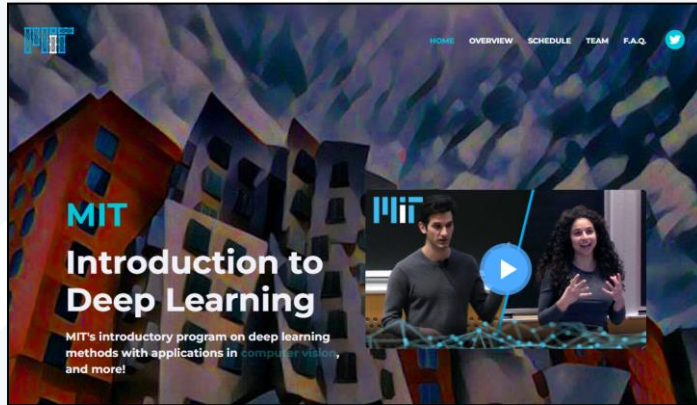 MIT
HOME OVERVIEW SCHEDULE TEAM F.A.Q.
MIT
MIT
Introduction to
Deep Learning
MIT's introductory program on deep learning
methods with applications in computer vision,
and more!